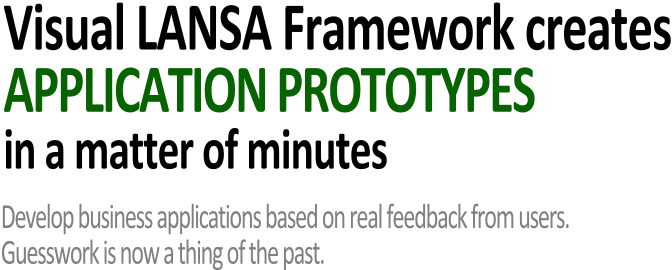 Visual LANSA Framework creates
APPLICATION PROTOTYPES
in a matter of minutes
Develop business applications based on real feedback from users.
Guesswork is now a thing of the past.